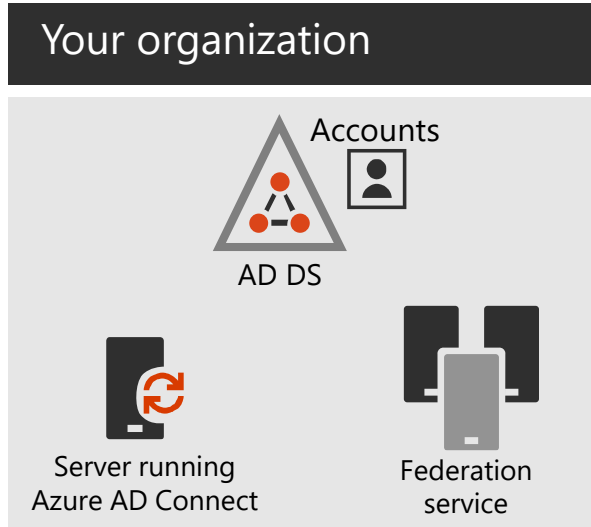 Your organization
Accounts
AD DS
Server running
Azure AD Connect
Federation
service